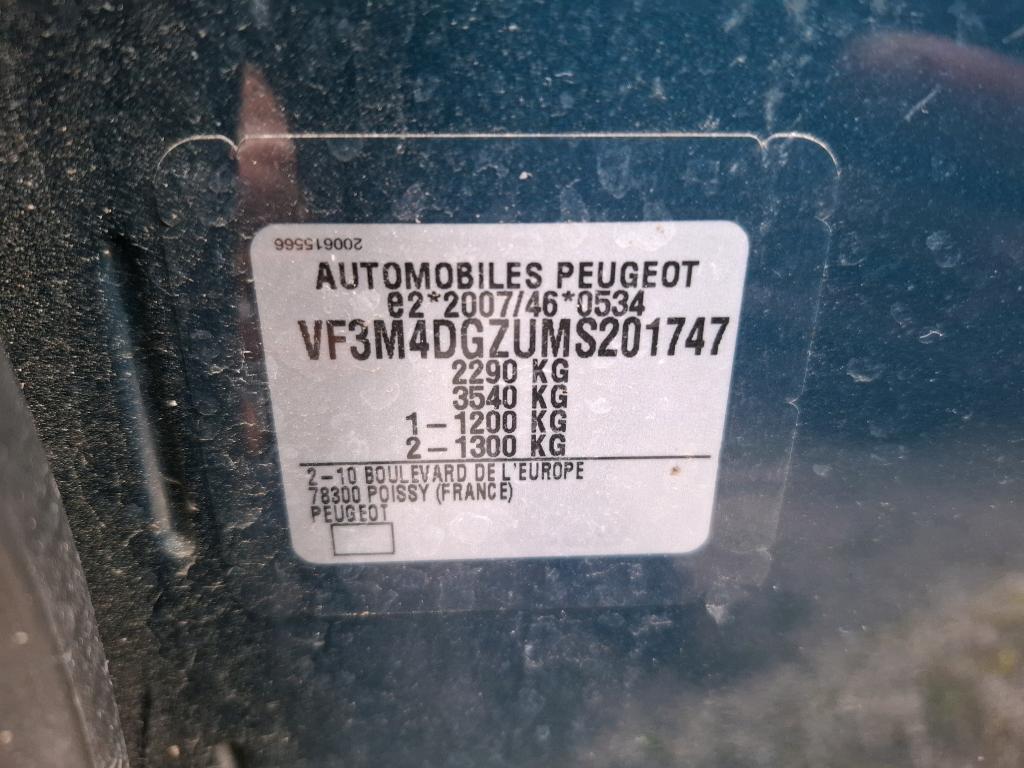 200615566
AUTOMOBILES PEUGEOT
e2*2007/46*0534
VF3M4DGZUMS201747
2290 KG
3540 KG
1-1200 KG
2-1300 KG
2-10 BOULEVARD DE L'EUROPE
78300 POISSY (FRANCE)
PEUGEOT